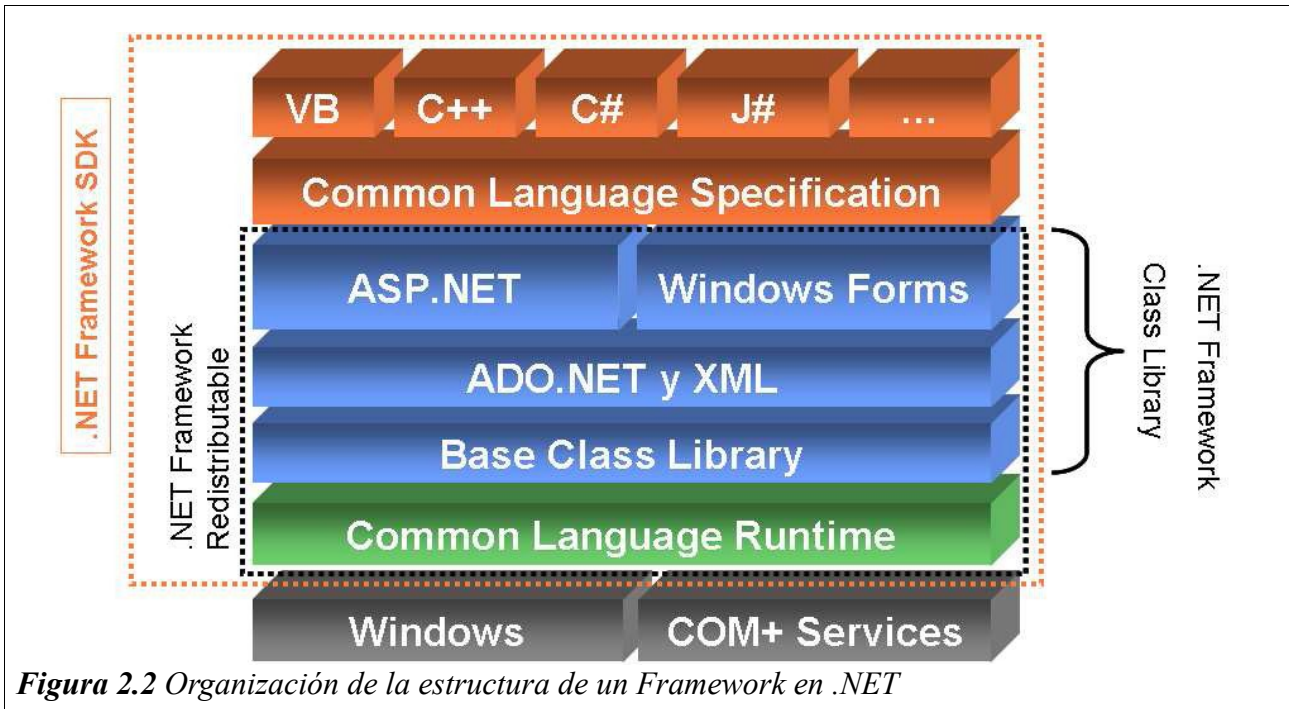 .NET Framework SDK
VB
C++
C#
J#
...
Common Language Specification
ASP.NET
Windows Forms
ADO.NET y XML
Base Class Library
.NET Framework
Redistributable
.NET Framework
Class Library
Common Language Runtime
Windows
COM+ Services
Figura 2.2 Organización de la estructura de un Framework en .NET